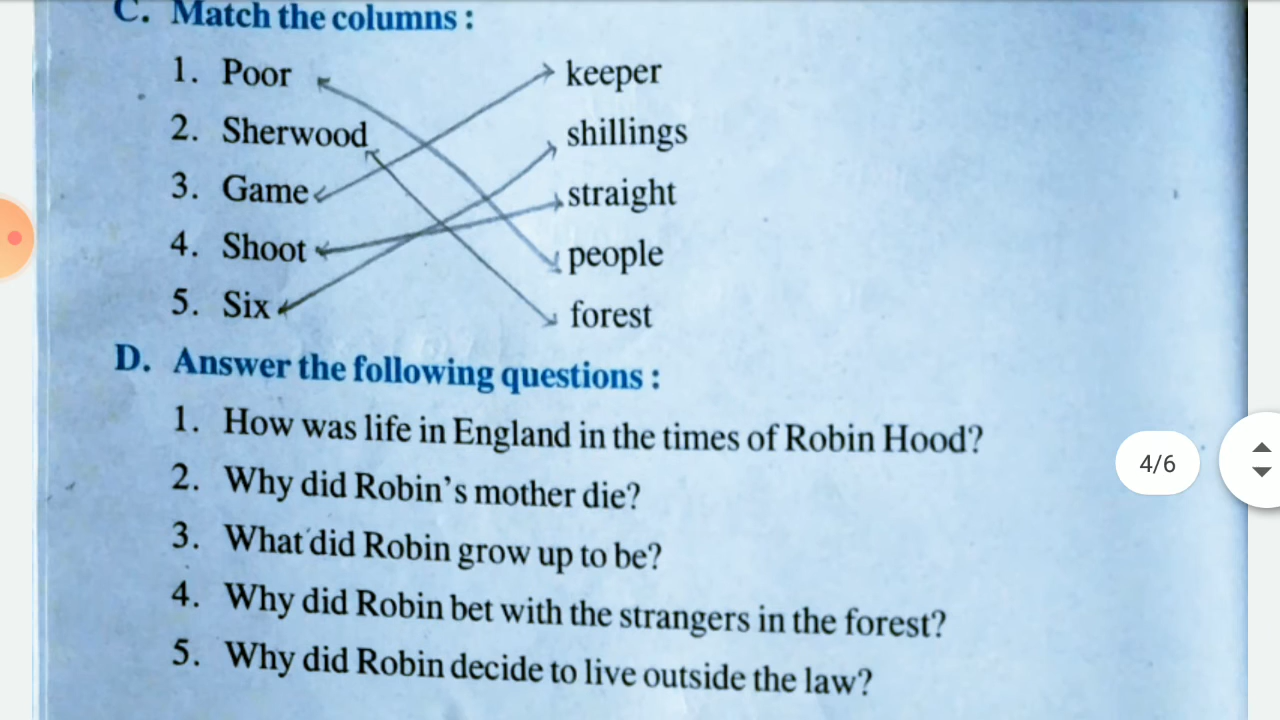 C. Match the columns :
1. Poor keeper
2. Sherwood shillings
3. Game straight
4. Shoot people
5. Six forest
D. Answer the following questions :
1. How was life in England in the times of Robin Hood?
2. Why did Robin's mother die?
4/6
3. What did Robin grow up to be?
4. Why did Robin bet with the strangers in the forest?
5. Why did Robin decide to live outside the law?